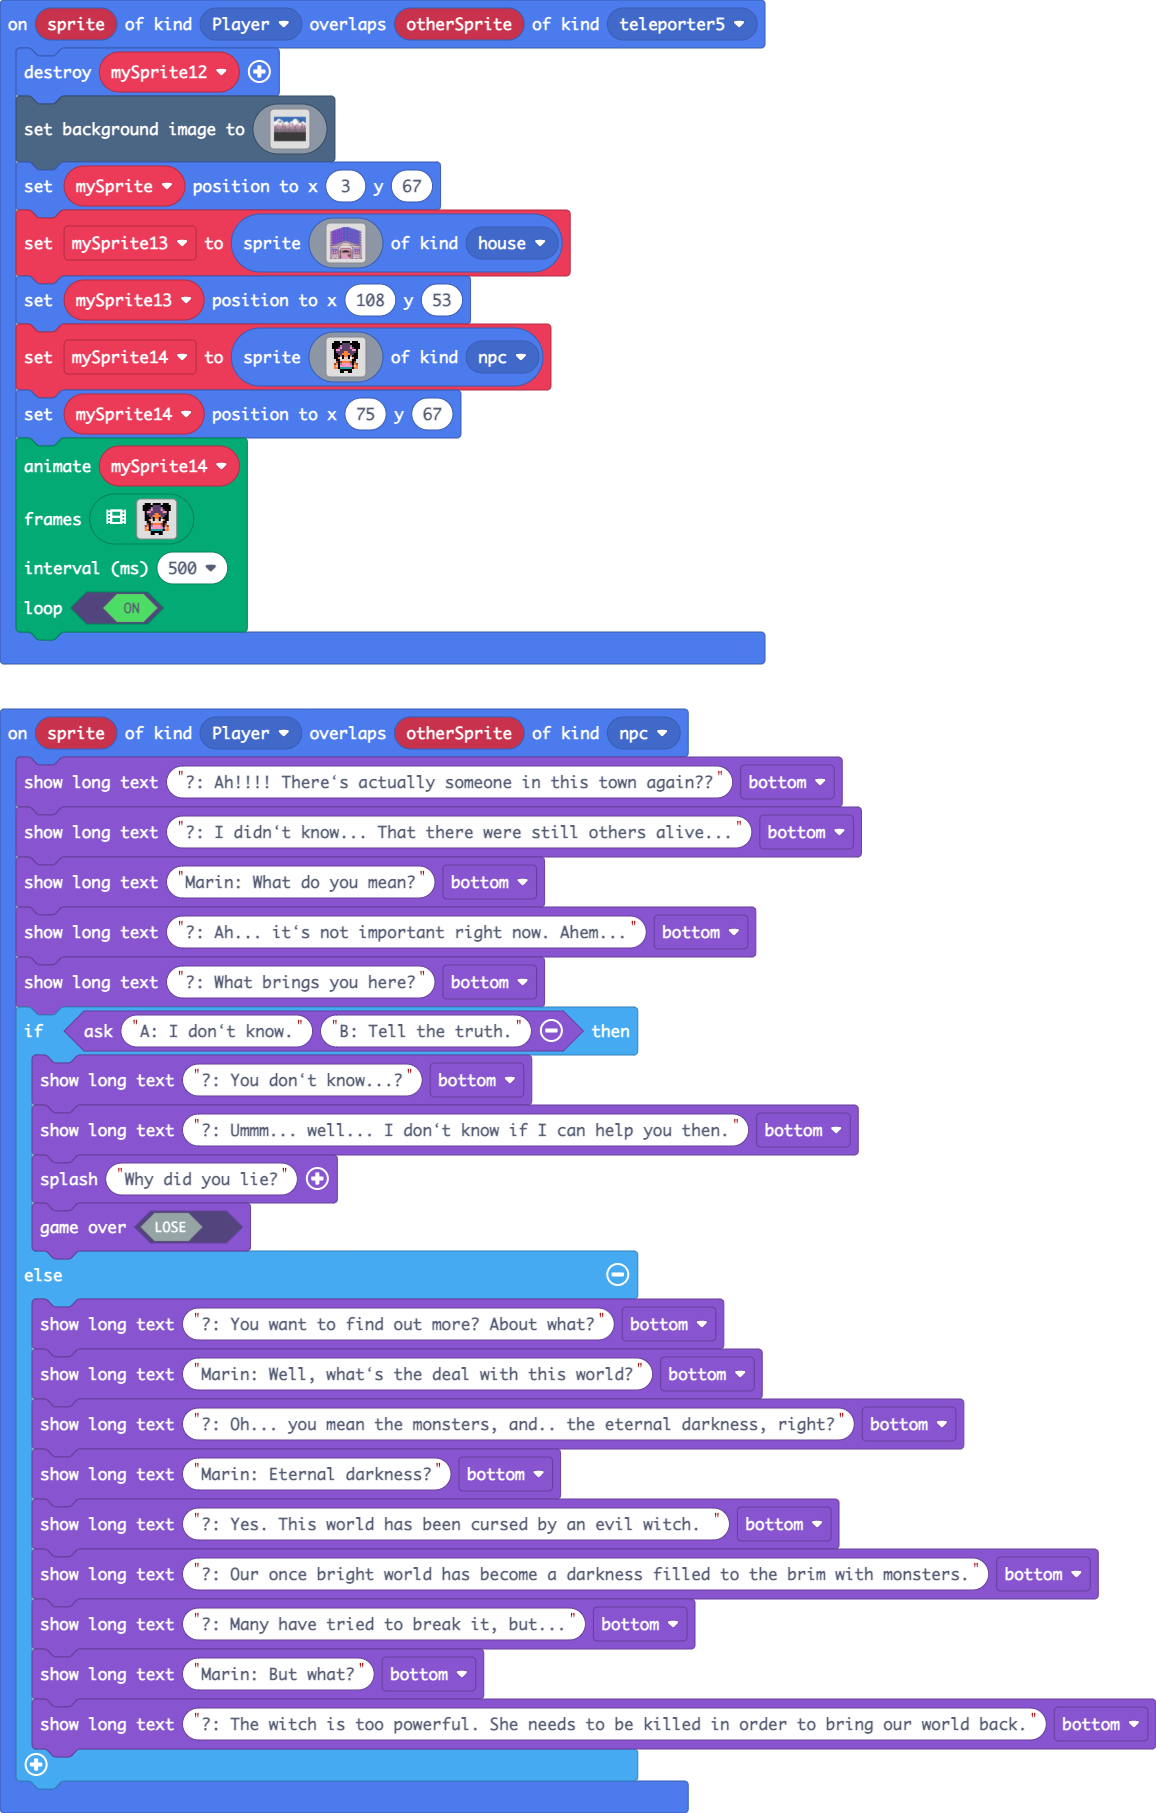 on sprite of kind Player overlaps otherSprite of kind teleporter5
destroy mySprite12
set background image to
set mySprite position to x 3 y 67
set mySprite13 to sprite of kind house
set mySprite13 position to x 108 y 53
set mySprite14 to sprite of kind npc
set mySprite14 position to x 75 y 67
animate mySprite14
frames
interval (ms) 500
loop ON
on sprite of kind Player overlaps otherSprite of kind npc
show long text "?: Ah!!!! There‘s actually someone in this town again??" bottom
show long text "?: I didn‘t know... That there were still others alive..." bottom
show long text "Marin: What do you mean?" bottom
show long text "?: Ah... it‘s not important right now. Ahem..." bottom
show long text "?: What brings you here?" bottom
if ask "A: I don‘t know." "B: Tell the truth." then
show long text "?: You don‘t know...?" bottom
show long text "?: Ummm... well... I don‘t know if I can help you then." bottom
splash "Why did you lie?"
game over LOSE
else
show long text "?: You want to find out more? About what?" bottom
show long text "Marin: Well, what‘s the deal with this world?" bottom
show long text "?: Oh... you mean the monsters, and.. the eternal darkness, right?" bottom
show long text "Marin: Eternal darkness?" bottom
show long text "?: Yes. This world has been cursed by an evil witch. " bottom
show long text "?: Our once bright world has become a darkness filled to the brim with monsters." bottom
show long text "?: Many have tried to break it, but..." bottom
show long text "Marin: But what?" bottom
show long text "?: The witch is too powerful. She needs to be killed in order to bring our world back." bottom